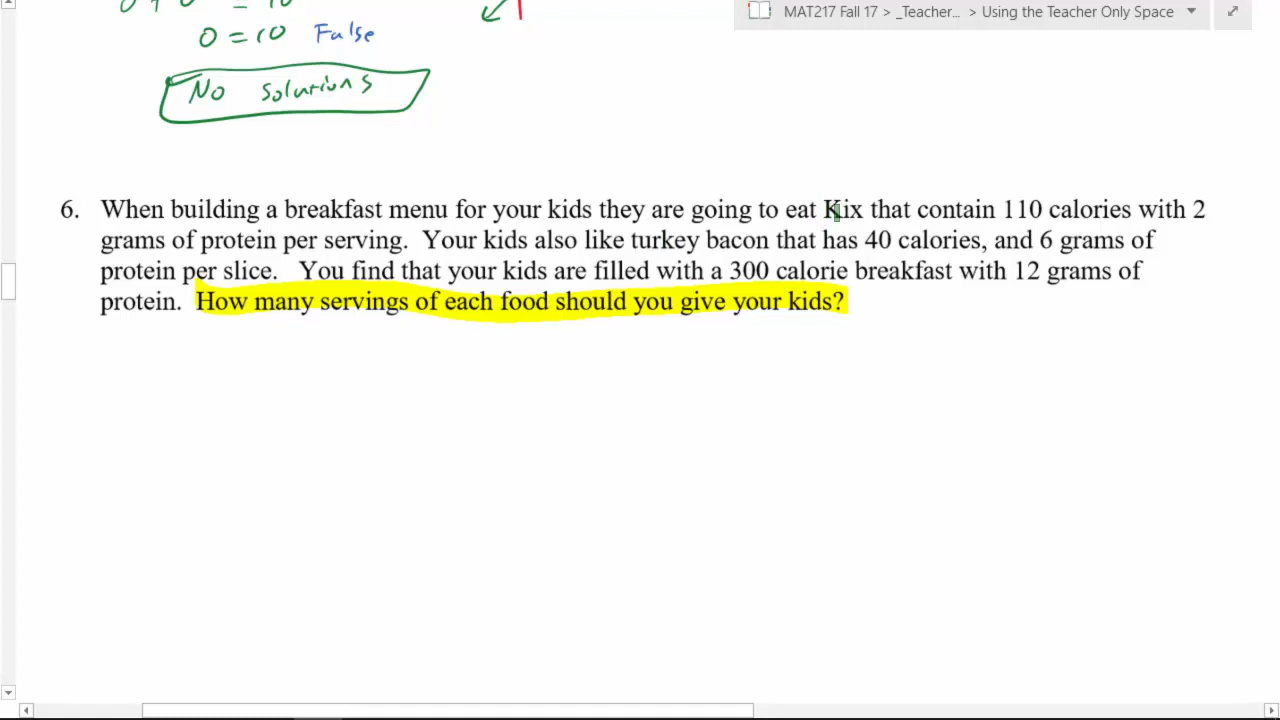 MAT217 Fall 17 > _Teacher... > Using the Teacher Only Space
0 = 10 False
No solutions
6. When building a breakfast menu for your kids they are going to eat Kix that contain 110 calories with 2
grams of protein per serving. Your kids also like turkey bacon that has 40 calories, and 6 grams of
protein per slice. You find that your kids are filled with a 300 calorie breakfast with 12 grams of
protein. How many servings of each food should you give your kids?